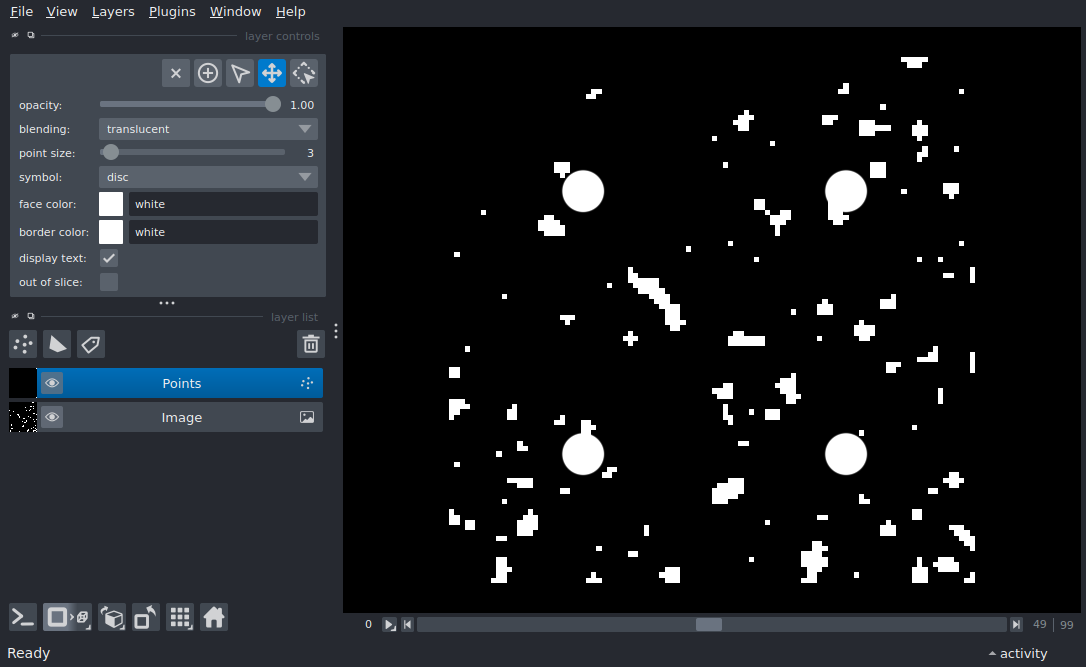 File View Layers Plugins Window Help
layer controls
opacity: 1.00
blending: translucent
point size: 3
symbol: disc
face color: white
border color: white
display text:
out of slice:
layer list
Points
Image
0 49 | 99
Ready activity